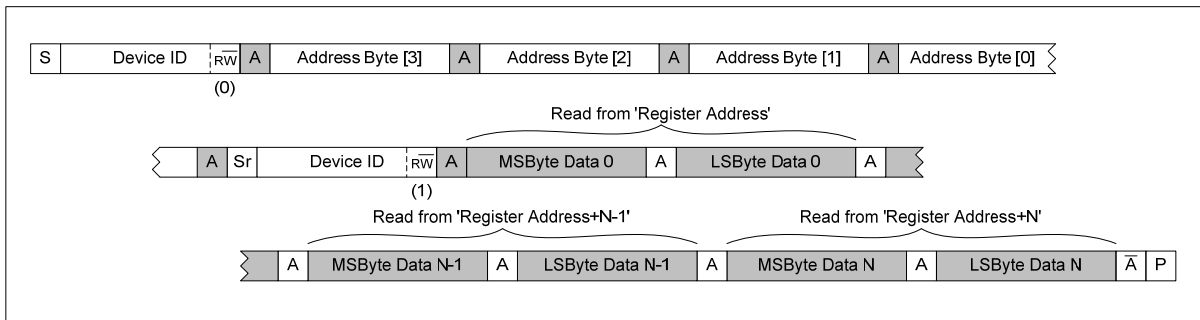 S Device ID RW̅ A Address Byte [3] A Address Byte [2] A Address Byte [1] A Address Byte [0]
(0)
Read from 'Register Address'
A Sr Device ID RW̅ A MSByte Data 0 A LSByte Data 0 A
(1)
Read from 'Register Address+N-1' Read from 'Register Address+N'
A MSByte Data N-1 A LSByte Data N-1 A MSByte Data N A LSByte Data N A̅ P